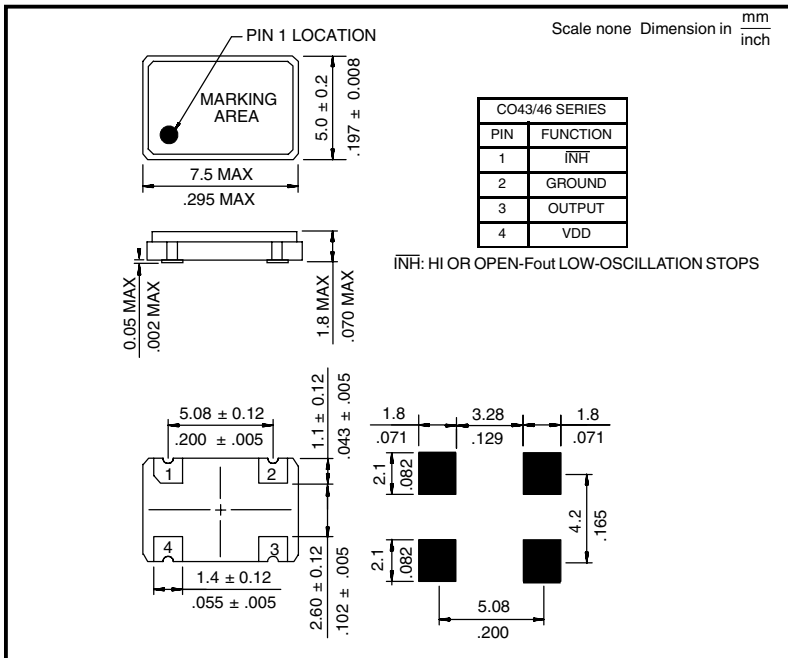 PIN 1 LOCATION
Scale none Dimension in mm
inch
MARKING
AREA
5.0 ± 0.2
.197 ± 0.008
7.5 MAX
.295 MAX
CO43/46 SERIES
PIN FUNCTION
1 I̅N̅H̅
2 GROUND
3 OUTPUT
4 VDD
I̅N̅H̅: HI OR OPEN-Fout LOW-OSCILLATION STOPS
0.05 MAX
.002 MAX
1.8 MAX
.070 MAX
5.08 ± 0.12
.200 ± .005
1.1 ± 0.12
.043 ± .005
1 2
4 3
1.4 ± 0.12
.055 ± .005
2.60 ± 0.12
.102 ± .005
1.8 3.28 1.8
.071 .129 .071
2.1
.082
4.2
.165
2.1
.082
5.08
.200